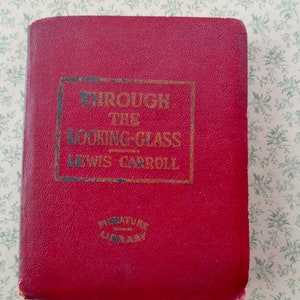 THROUGH
THE
LOOKING-GLASS
LEWIS CARROLL
MINIATURE
LIBRARY